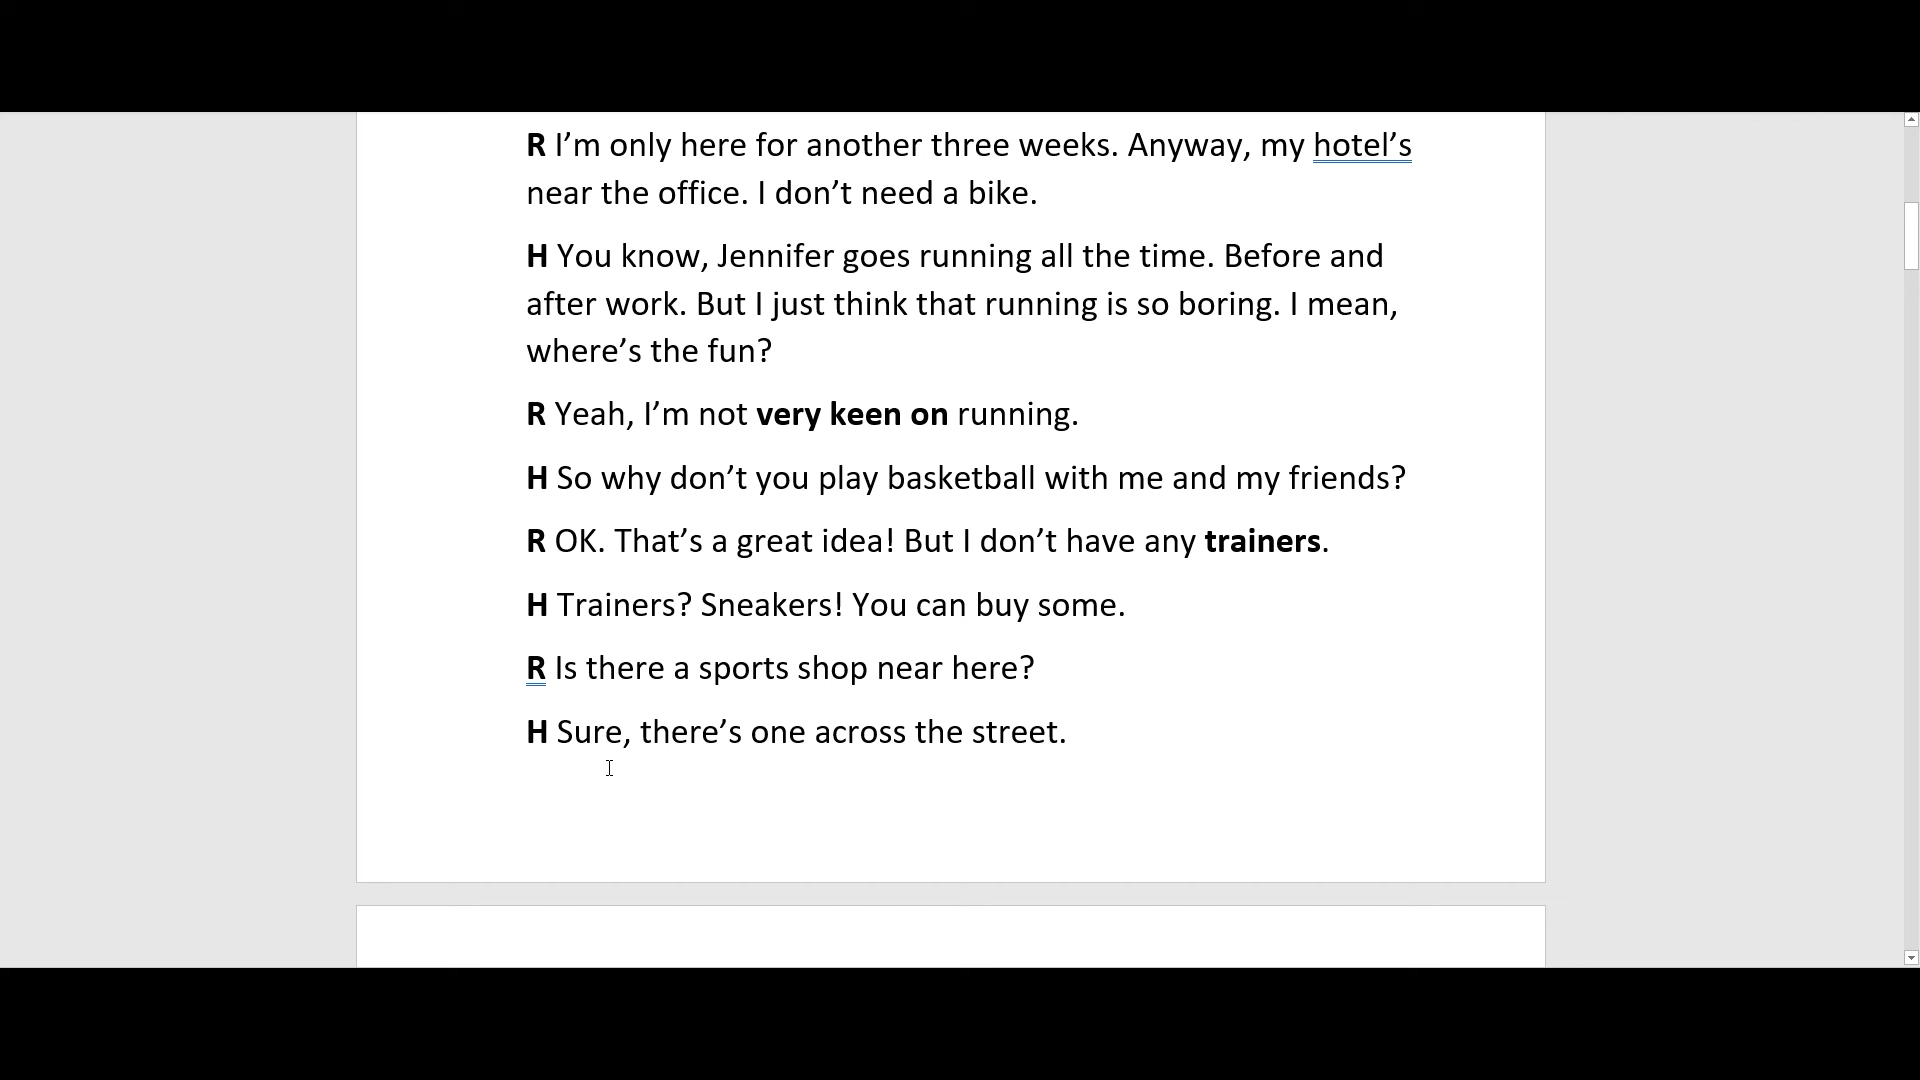 R I’m only here for another three weeks. Anyway, my hotel’s
near the office. I don’t need a bike.
H You know, Jennifer goes running all the time. Before and
after work. But I just think that running is so boring. I mean,
where’s the fun?
R Yeah, I’m not very keen on running.
H So why don’t you play basketball with me and my friends?
R OK. That’s a great idea! But I don’t have any trainers.
H Trainers? Sneakers! You can buy some.
R Is there a sports shop near here?
H Sure, there’s one across the street.